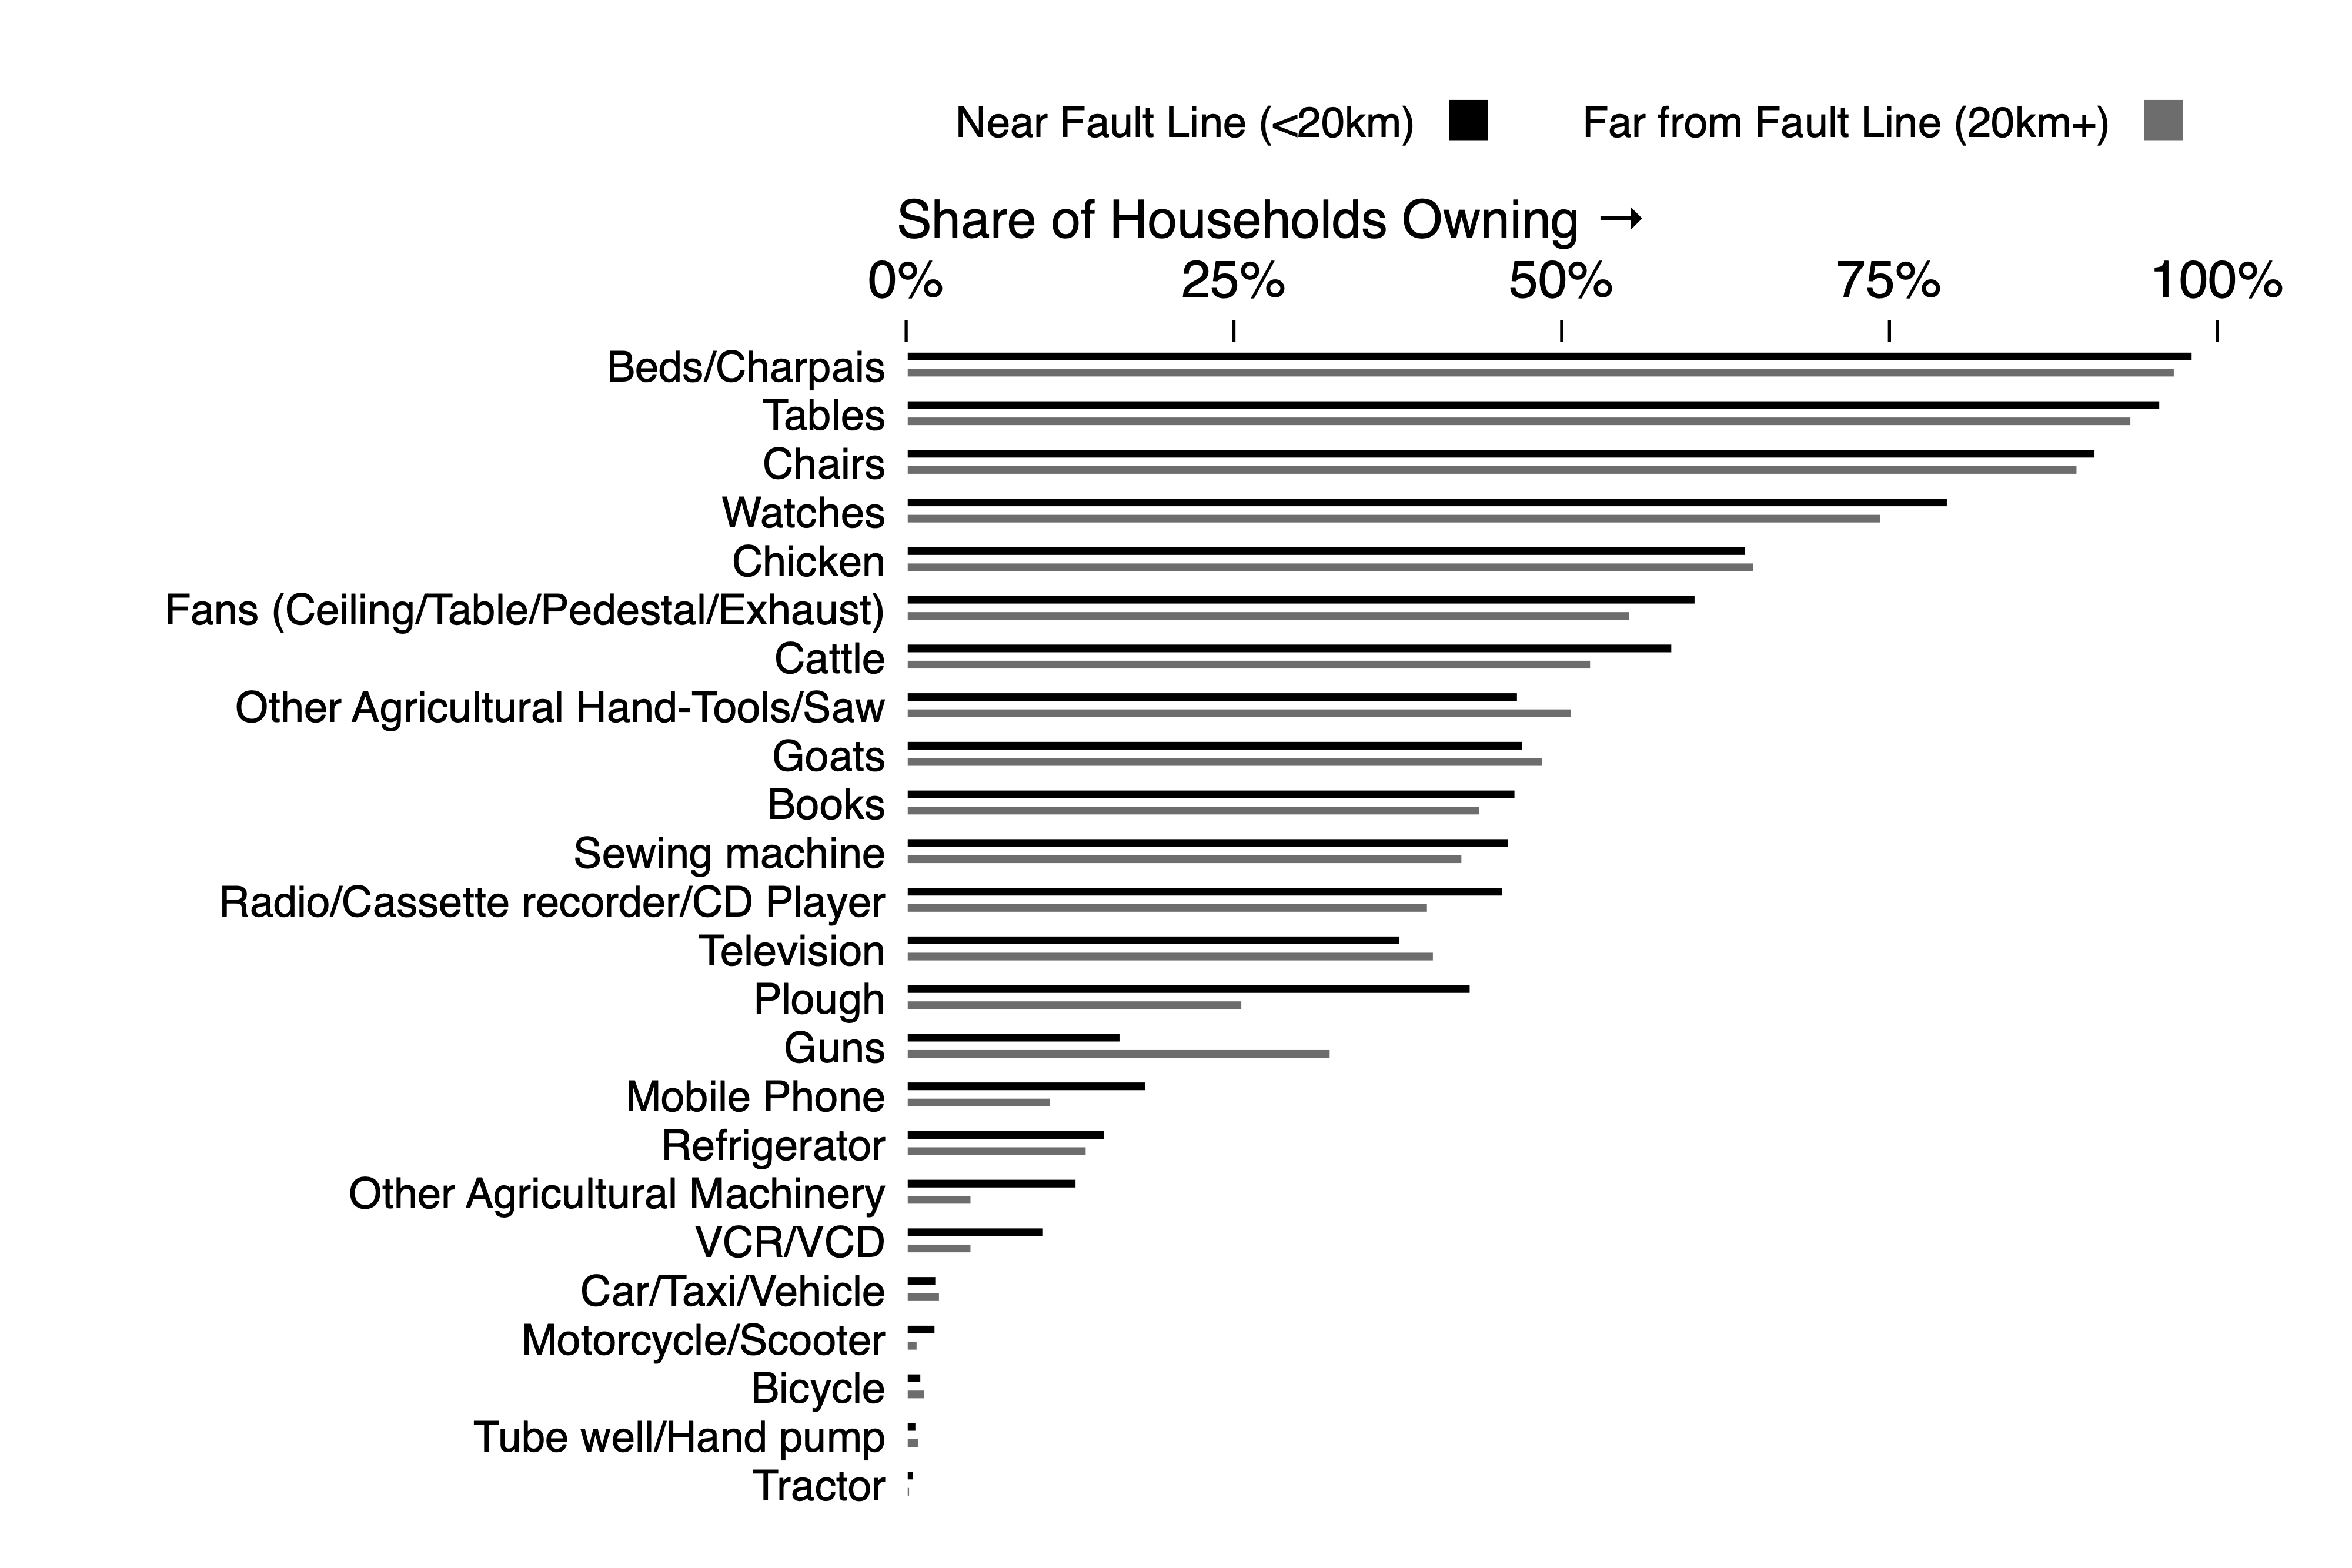 Near Fault Line (<20km) Far from Fault Line (20km+)
Share of Households Owning →
0% 25% 50% 75% 100%
Beds/Charpais
Tables
Chairs
Watches
Chicken
Fans (Ceiling/Table/Pedestal/Exhaust)
Cattle
Other Agricultural Hand-Tools/Saw
Goats
Books
Sewing machine
Radio/Cassette recorder/CD Player
Television
Plough
Guns
Mobile Phone
Refrigerator
Other Agricultural Machinery
VCR/VCD
Car/Taxi/Vehicle
Motorcycle/Scooter
Bicycle
Tube well/Hand pump
Tractor